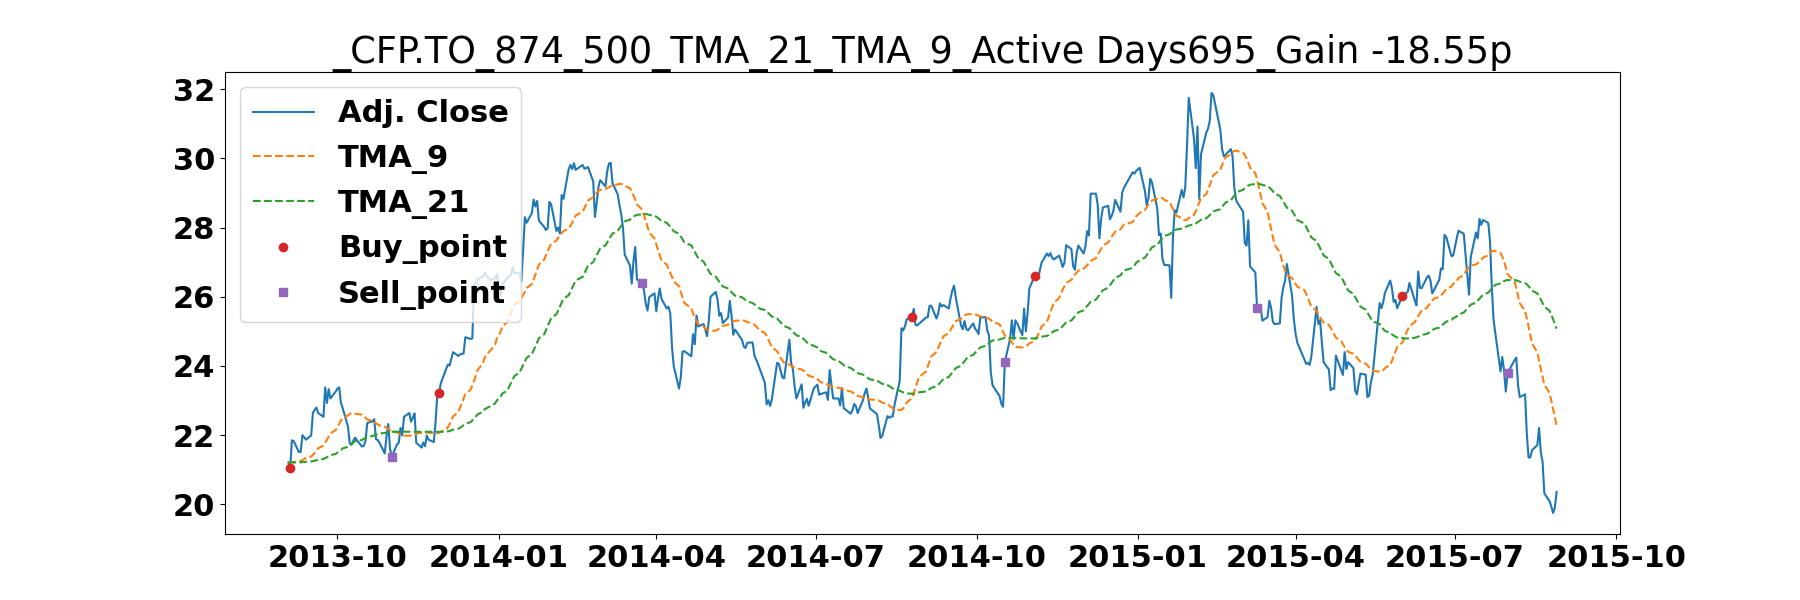 _CFP.TO_874_500_TMA_21_TMA_9_Active Days695_Gain -18.55p
32
30
28
26
24
22
20
Adj. Close
TMA_9
TMA_21
Buy_point
Sell_point
2013-10 2014-01 2014-04 2014-07 2014-10 2015-01 2015-04 2015-07 2015-10